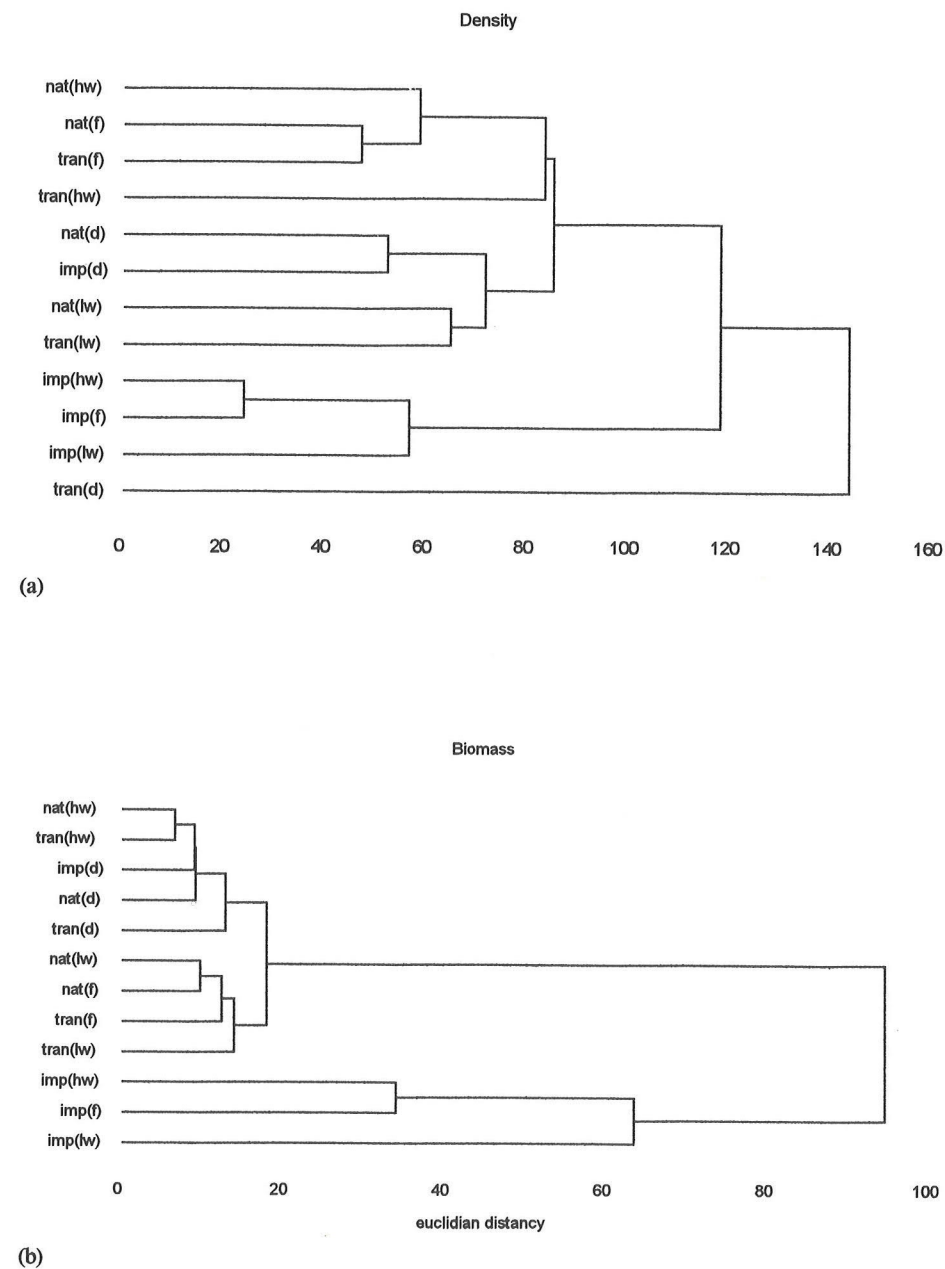 Density
nat(hw)
nat(f)
tran(f)
tran(hw)
nat(d)
imp(d)
nat(lw)
tran(lw)
imp(hw)
imp(f)
imp(lw)
tran(d)
0 20 40 60 80 100 120 140 160
(a)
Biomass
nat(hw)
tran(hw)
imp(d)
nat(d)
tran(d)
nat(lw)
nat(f)
tran(f)
tran(lw)
imp(hw)
imp(f)
imp(lw)
0 20 40 60 80 100
euclidian distancy
(b)